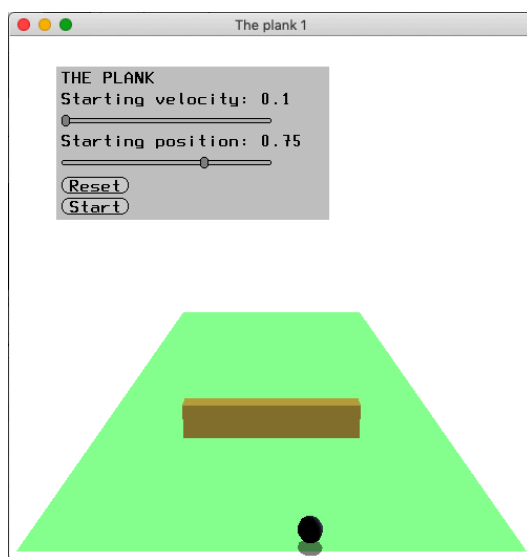 The plank 1
THE PLANK
Starting velocity: 0.1
Starting position: 0.75
Reset
Start